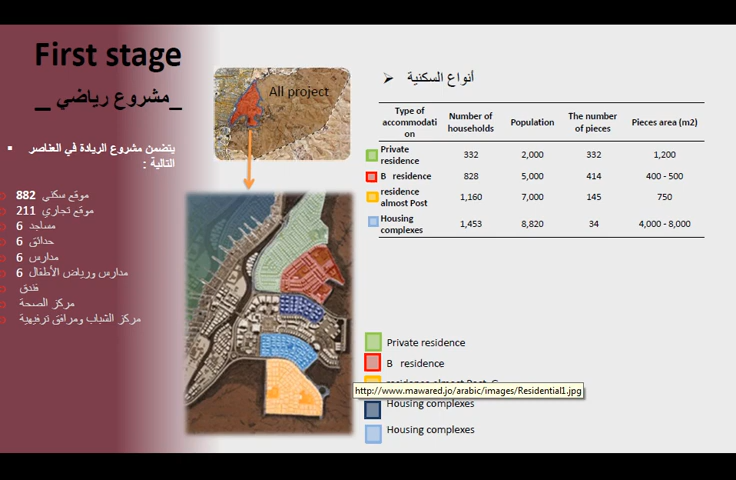 First stage
_مشروع رياضي _
يتضمن مشروع الريادة في العناصر
التالية :
موقع سكني 882
موقع تجاري 211
مساجد 6
حدائق 6
مدارس 6
مدارس ورياض الأطفال 6
فندق
مركز الصحة
مركز الشباب ومرافق ترفيهية
All project
أنواع السكنية
Type of accommodation | Number of households | Population | The number of pieces | Pieces area (m2)
Private residence | 332 | 2,000 | 332 | 1,200
B residence | 828 | 5,000 | 414 | 400 - 500
residence almost Post | 1,160 | 7,000 | 145 | 750
Housing complexes | 1,453 | 8,820 | 34 | 4,000 - 8,000
Private residence
B residence
residence almost Post
http://www.mawared.jo/arabic/images/Residential1.jpg
Housing complexes
Housing complexes